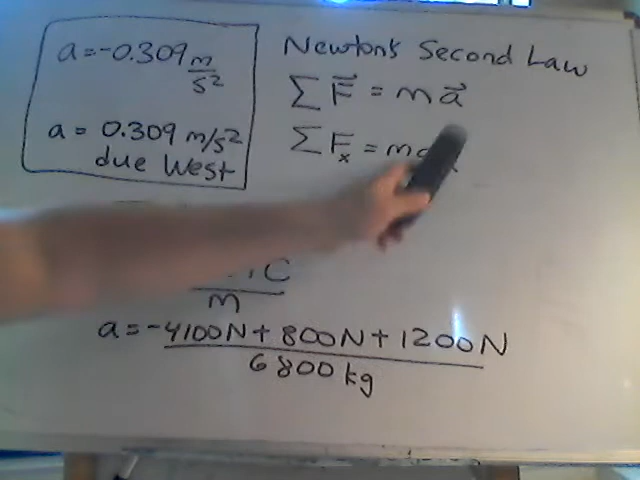 a = -0.309 m/s²
a = 0.309 m/s²
due West
Newton's Second Law
ΣF⃗ = ma⃗
ΣFₓ = m
C
m
a = -4100N + 800N + 1200N
6800 kg